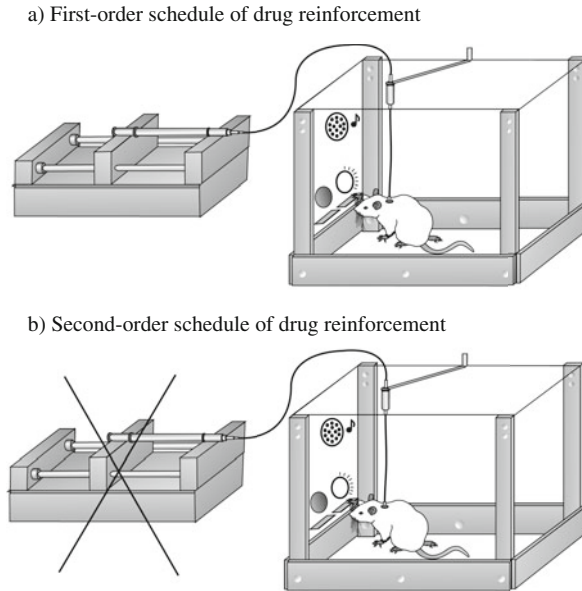 a) First-order schedule of drug reinforcement
b) Second-order schedule of drug reinforcement